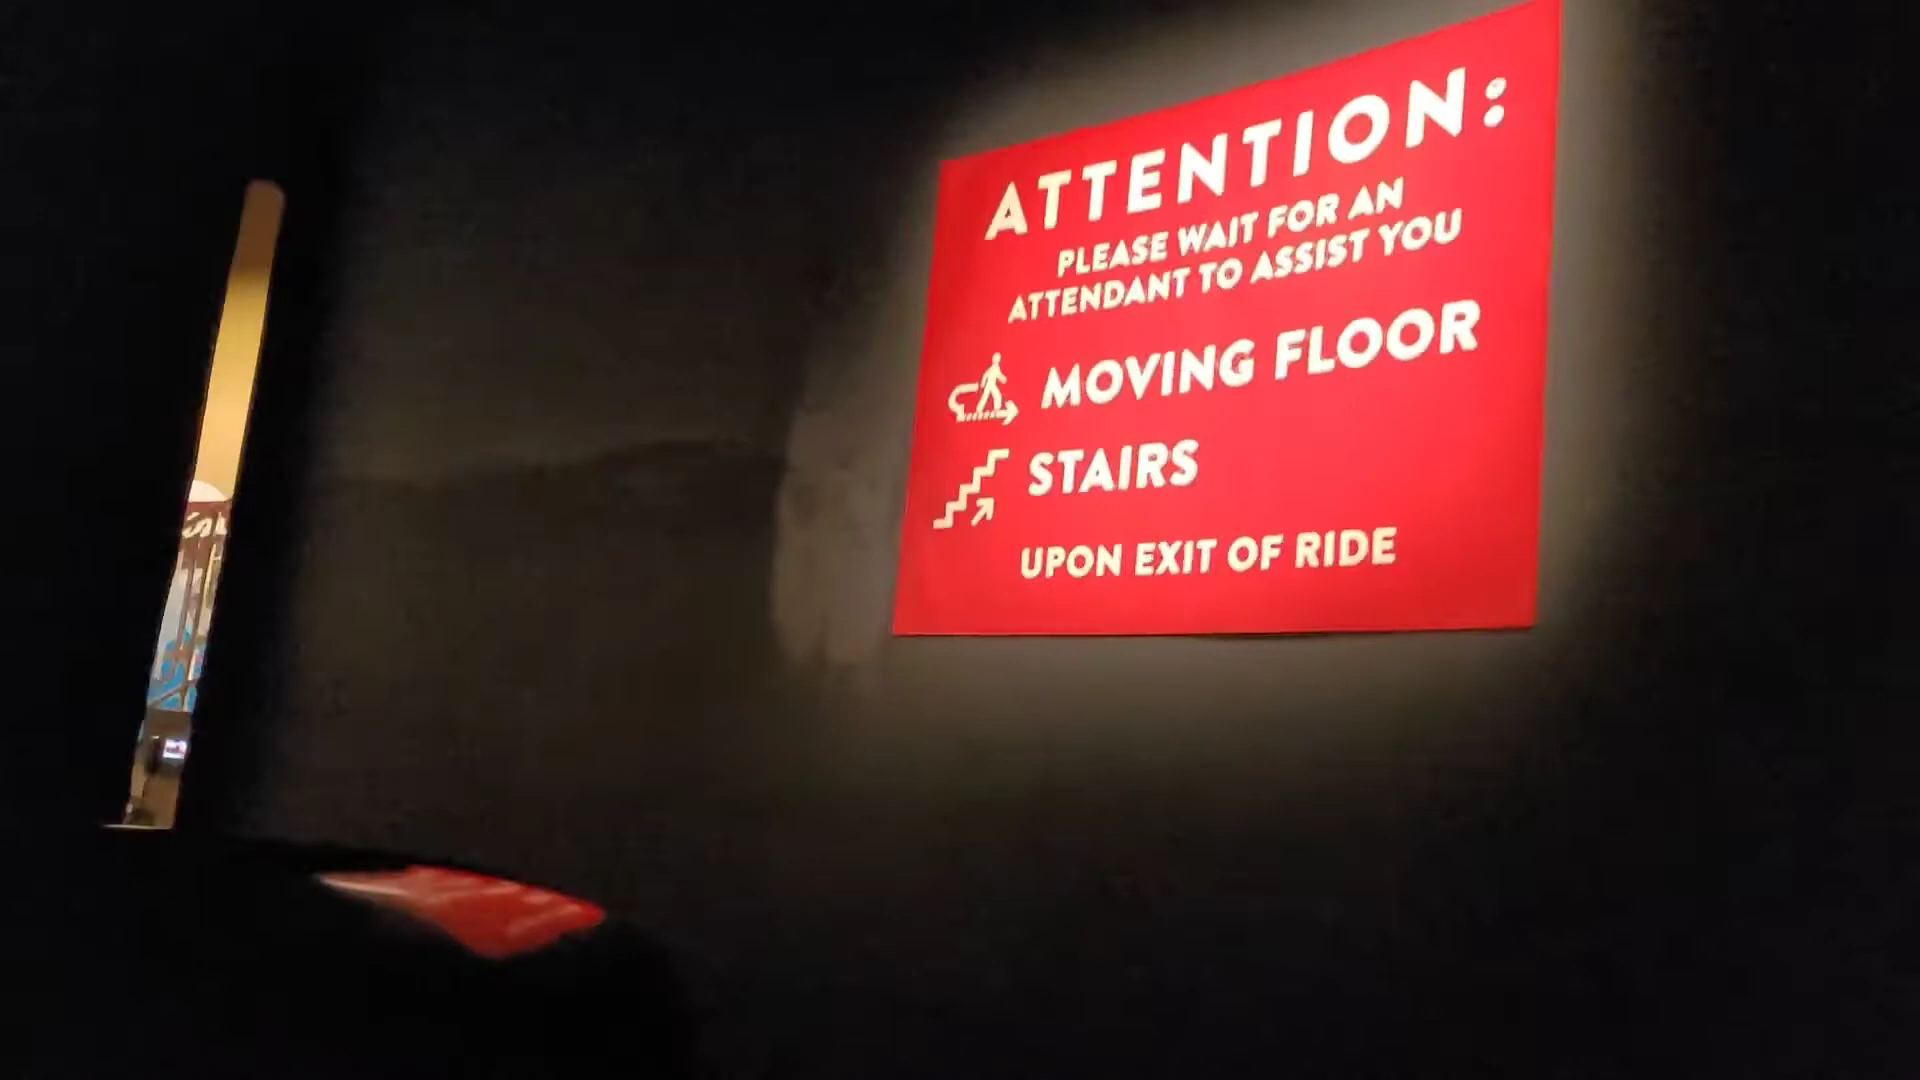 ATTENTION:
PLEASE WAIT FOR AN
ATTENDANT TO ASSIST YOU
MOVING FLOOR
STAIRS
UPON EXIT OF RIDE